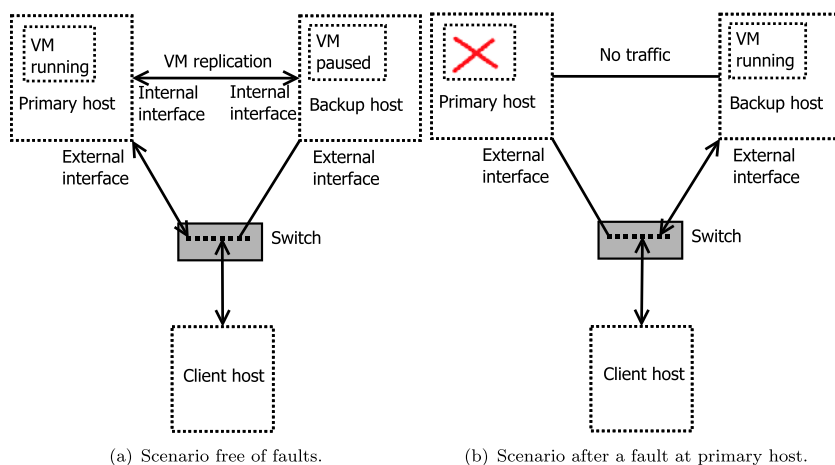 VM
running
Primary host
VM replication
Internal
interface
Internal
interface
VM
paused
Backup host
External
interface
External
interface
Switch
Client host
(a) Scenario free of faults.
Primary host
No traffic
VM
running
Backup host
External
interface
External
interface
Switch
Client host
(b) Scenario after a fault at primary host.